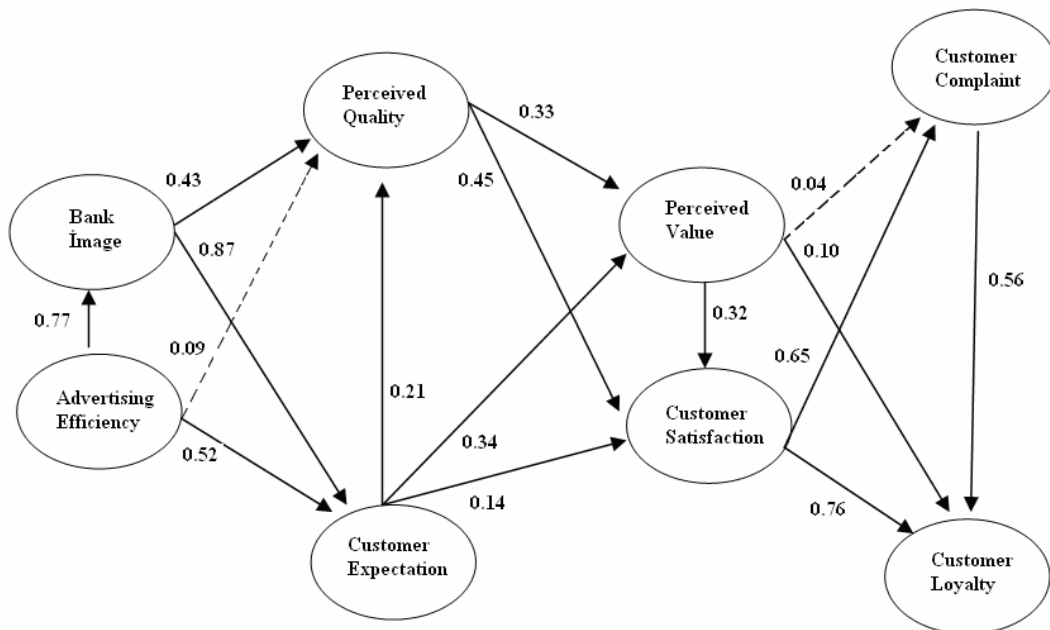 Customer
Complaint
Perceived
Quality
0.33
0.43
0.45
0.04
Bank
İmage
Perceived
Value
0.87
0.10
0.56
0.77
0.32
0.09
0.65
Advertising
Efficiency
0.21
Customer
Satisfaction
0.52
0.34
0.14
0.76
Customer
Expectation
Customer
Loyalty